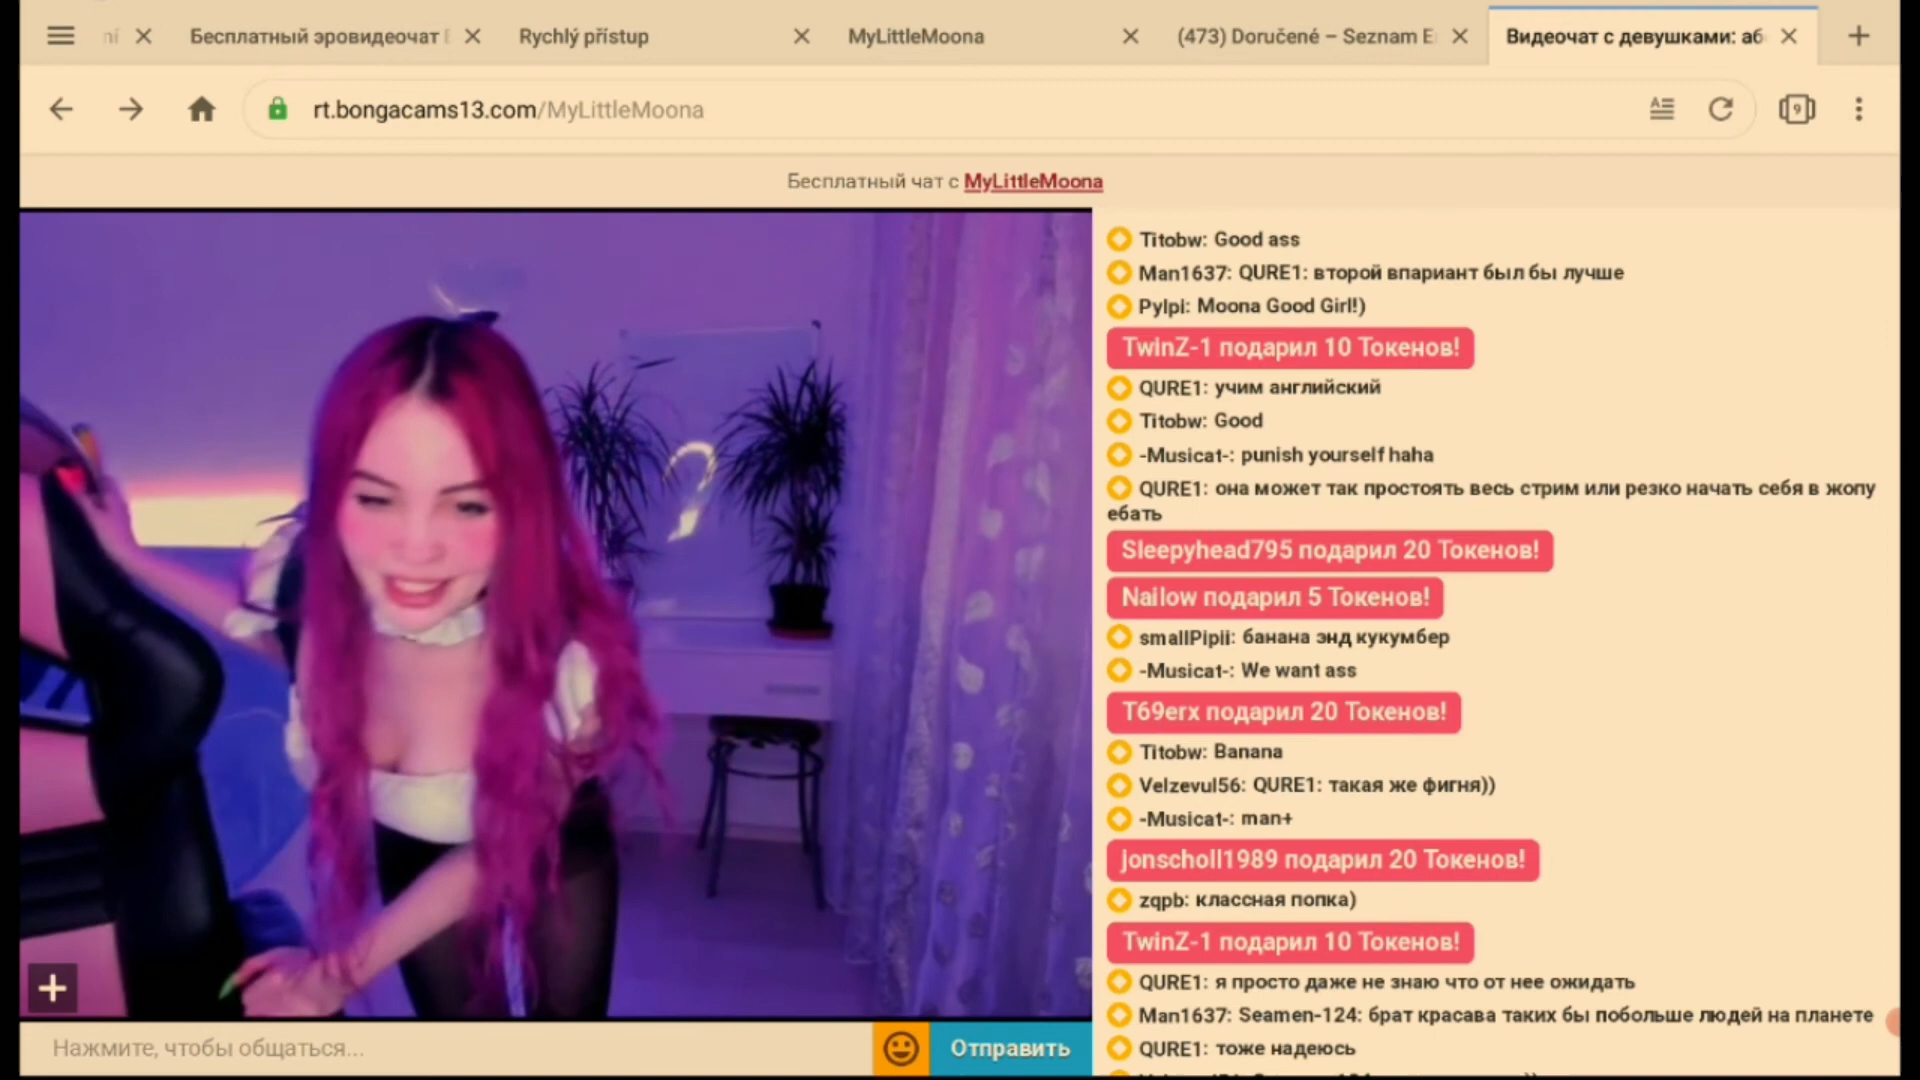 Бесплатный эровидеочат
Rychlý přístup
MyLittleMoona
(473) Doručené – Seznam E
Видеочат с девушками: аб
rt.bongacams13.com/MyLittleMoona
9
Бесплатный чат с MyLittleMoona
Titobw: Good ass
Man1637: QURE1: второй впариант был бы лучше
Pylpi: Moona Good Girl!)
TwinZ-1 подарил 10 Токенов!
QURE1: учим английский
Titobw: Good
-Musicat-: punish yourself haha
QURE1: она может так простоять весь стрим или резко начать себя в жопу
ебать
Sleepyhead795 подарил 20 Токенов!
Nailow подарил 5 Токенов!
smallPipii: банана энд кукумбер
-Musicat-: We want ass
T69erx подарил 20 Токенов!
Titobw: Banana
Velzevul56: QURE1: такая же фигня))
-Musicat-: man+
jonscholl1989 подарил 20 Токенов!
zqpb: классная попка)
TwinZ-1 подарил 10 Токенов!
QURE1: я просто даже не знаю что от нее ожидать
Man1637: Seamen-124: брат красава таких бы побольше людей на планете
QURE1: тоже надеюсь
Нажмите, чтобы общаться...
Отправить